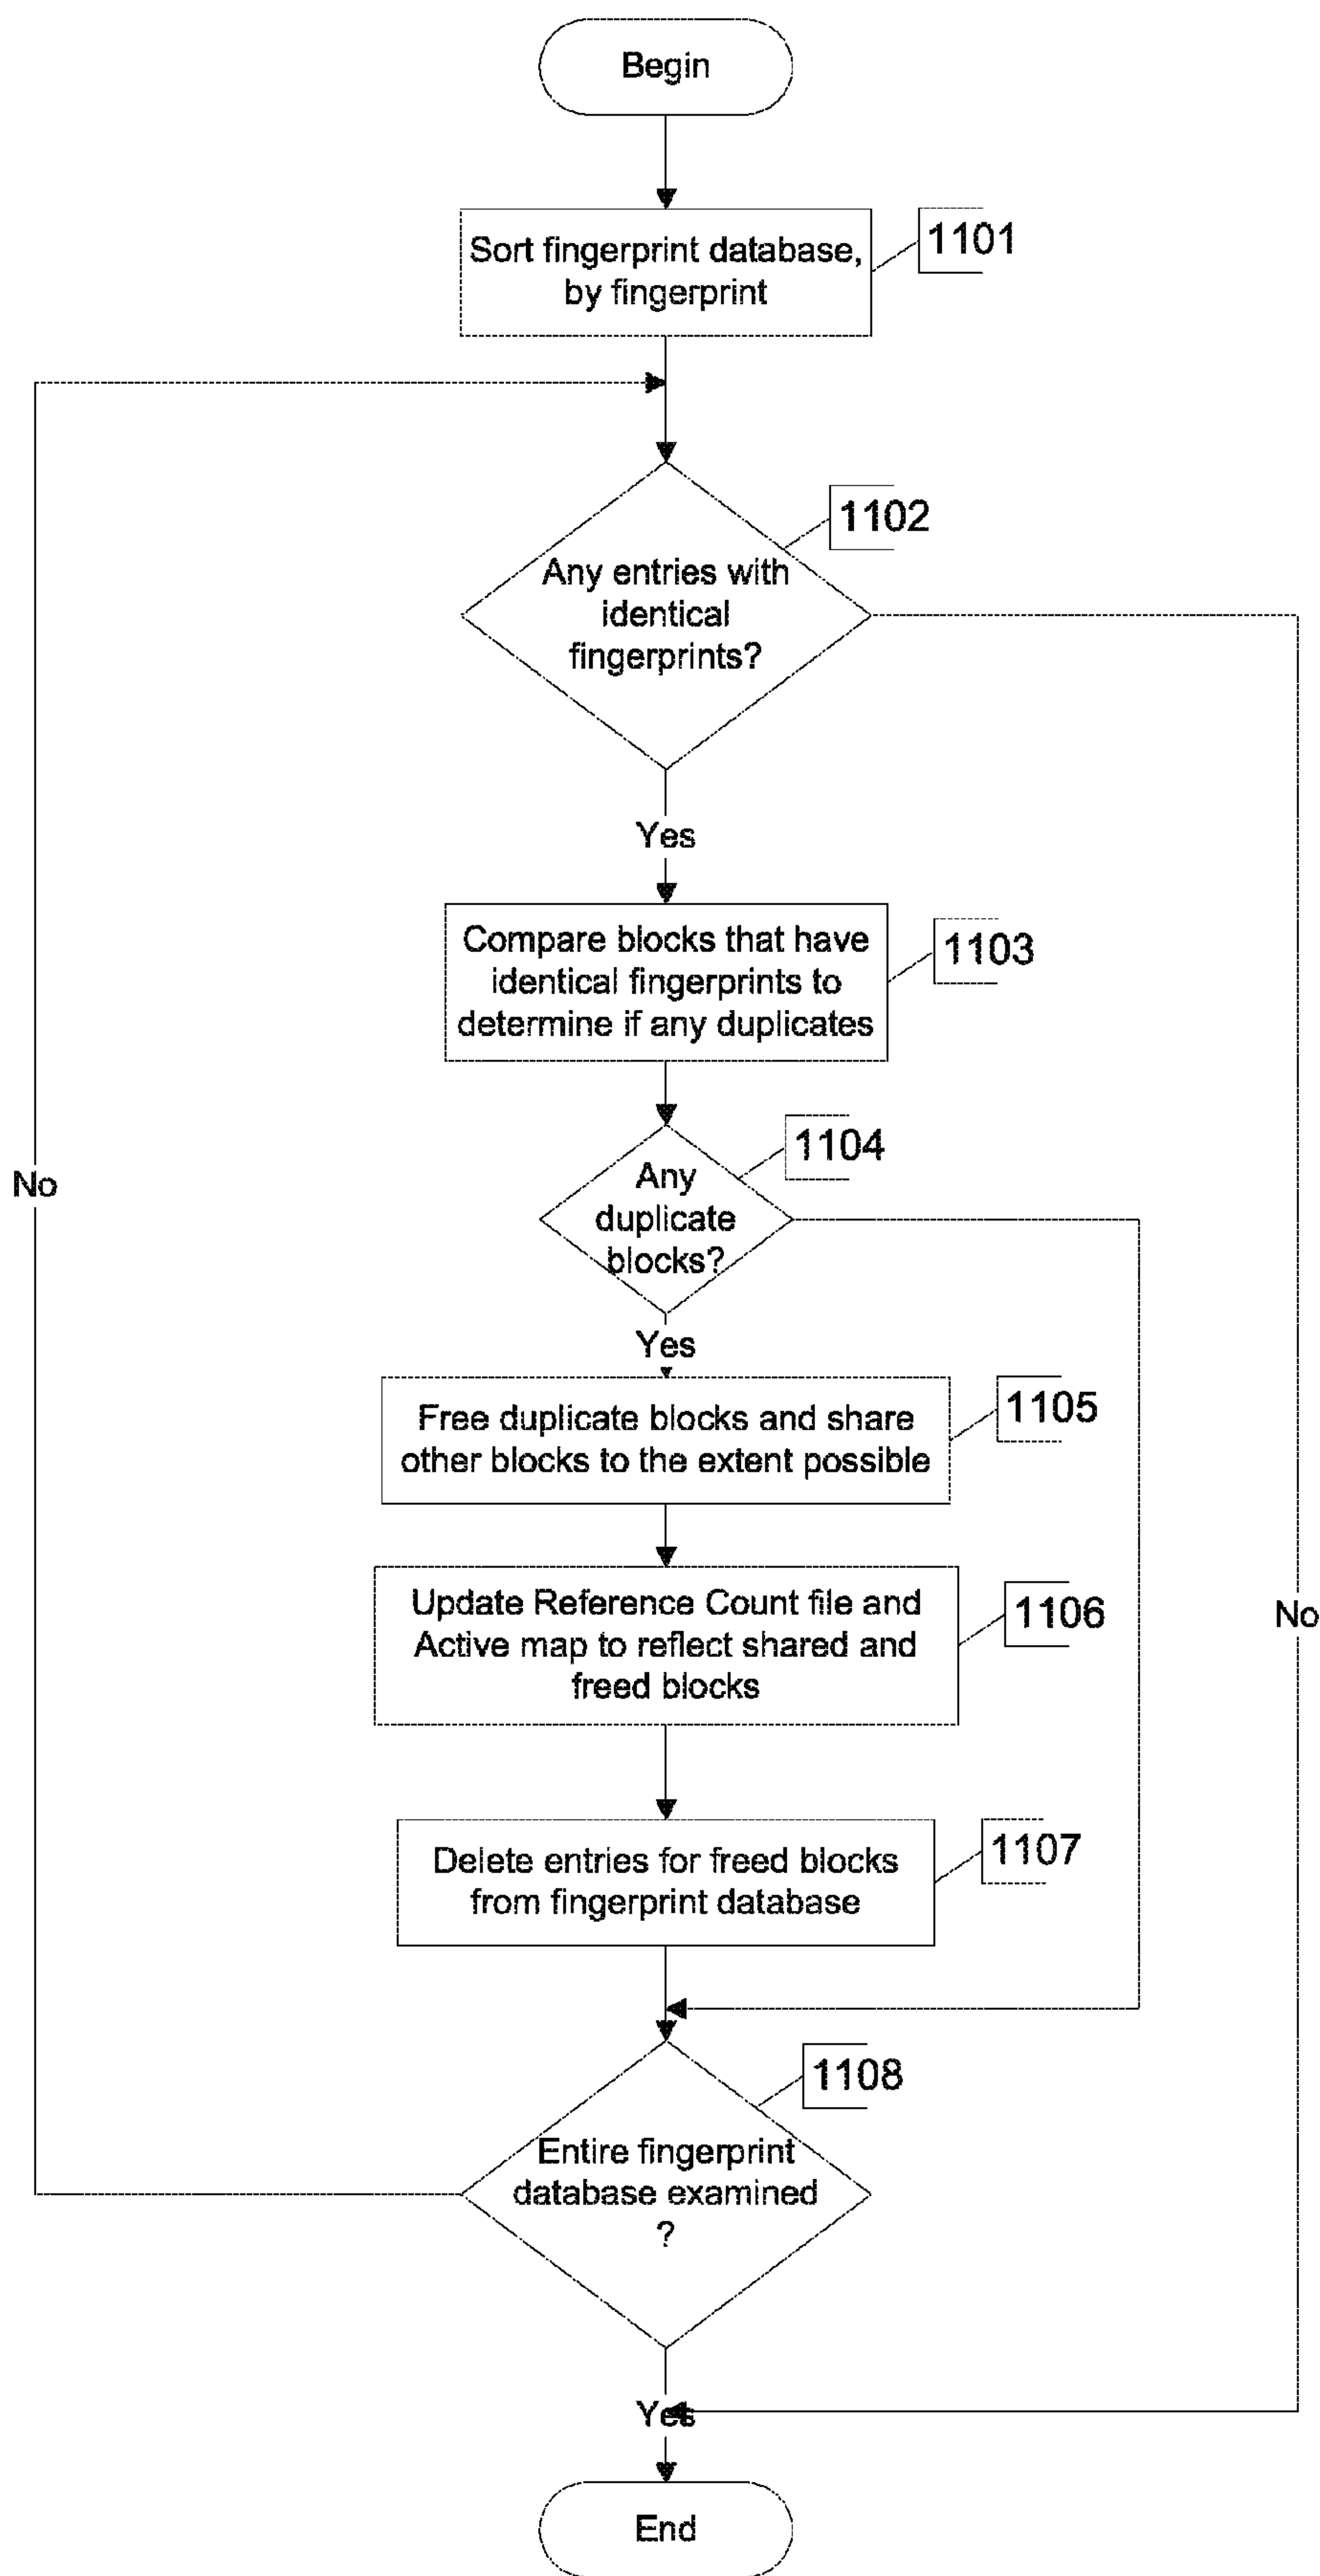 Begin
Sort fingerprint database,
by fingerprint
1101
Any entries with
identical
fingerprints?
1102
Yes
Compare blocks that have
identical fingerprints to
determine if any duplicates
1103
Any
duplicate
blocks?
1104
No
Yes
Free duplicate blocks and share
other blocks to the extent possible
1105
Update Reference Count file and
Active map to reflect shared and
freed blocks
1106
No
Delete entries for freed blocks
from fingerprint database
1107
Entire fingerprint
database examined
?
1108
Yes
End